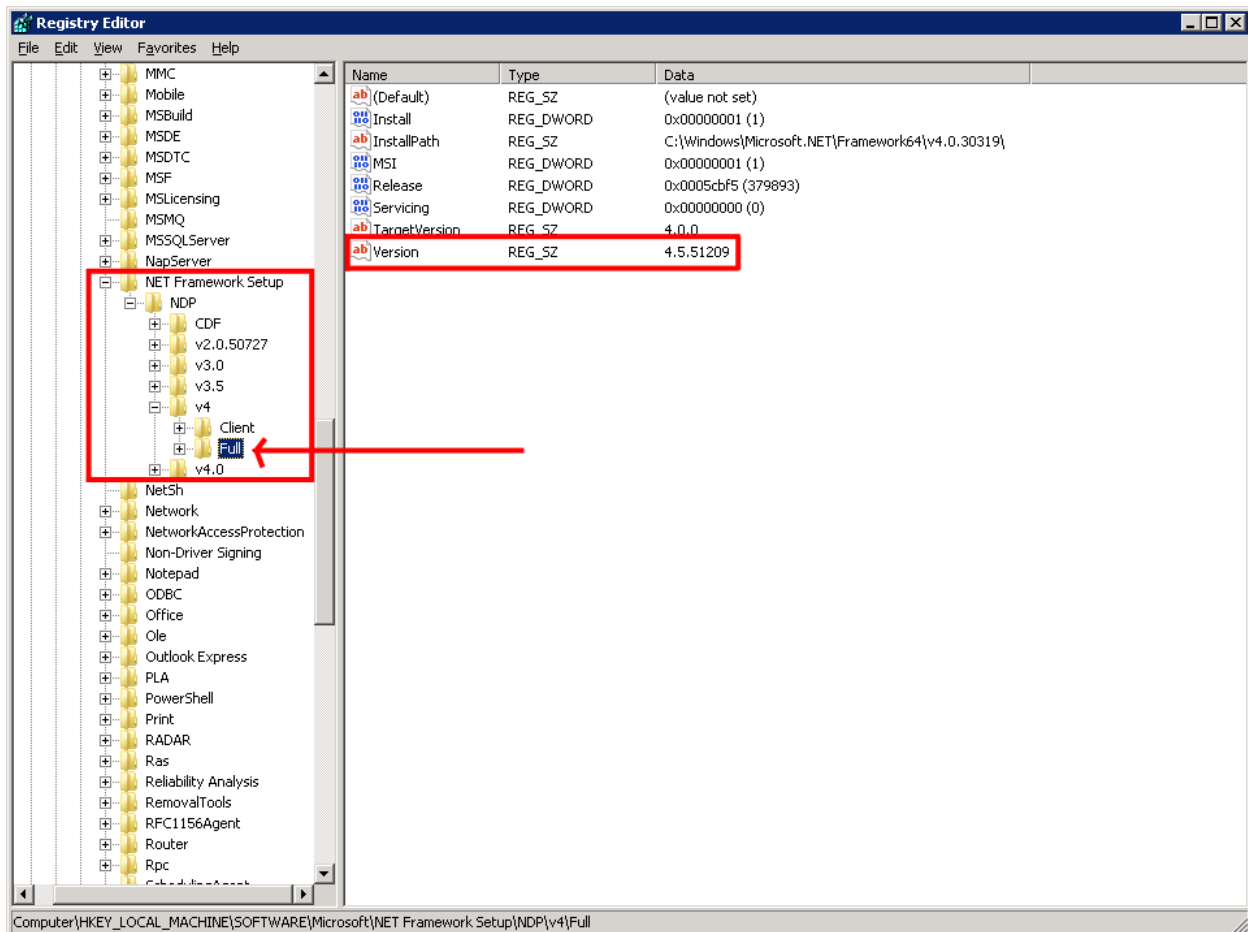 Registry Editor
File Edit View Favorites Help
MMC
Mobile
MSBuild
MSDE
MSDTC
MSF
MSLicensing
MSMQ
MSSQLServer
NapServer
NET Framework Setup
NDP
CDF
v2.0.50727
v3.0
v3.5
v4
Client
Full
v4.0
NetSh
Network
NetworkAccessProtection
Non-Driver Signing
Notepad
ODBC
Office
Ole
Outlook Express
PLA
PowerShell
Print
RADAR
Ras
Reliability Analysis
RemovalTools
RFC1156Agent
Router
Rpc
SchedulingAgent
Name Type Data
(Default) REG_SZ (value not set)
Install REG_DWORD 0x00000001 (1)
InstallPath REG_SZ C:\Windows\Microsoft.NET\Framework64\v4.0.30319\
MSI REG_DWORD 0x00000001 (1)
Release REG_DWORD 0x0005cbf5 (379893)
Servicing REG_DWORD 0x00000000 (0)
TargetVersion REG_SZ 4.0.0
Version REG_SZ 4.5.51209
Computer\HKEY_LOCAL_MACHINE\SOFTWARE\Microsoft\NET Framework Setup\NDP\v4\Full